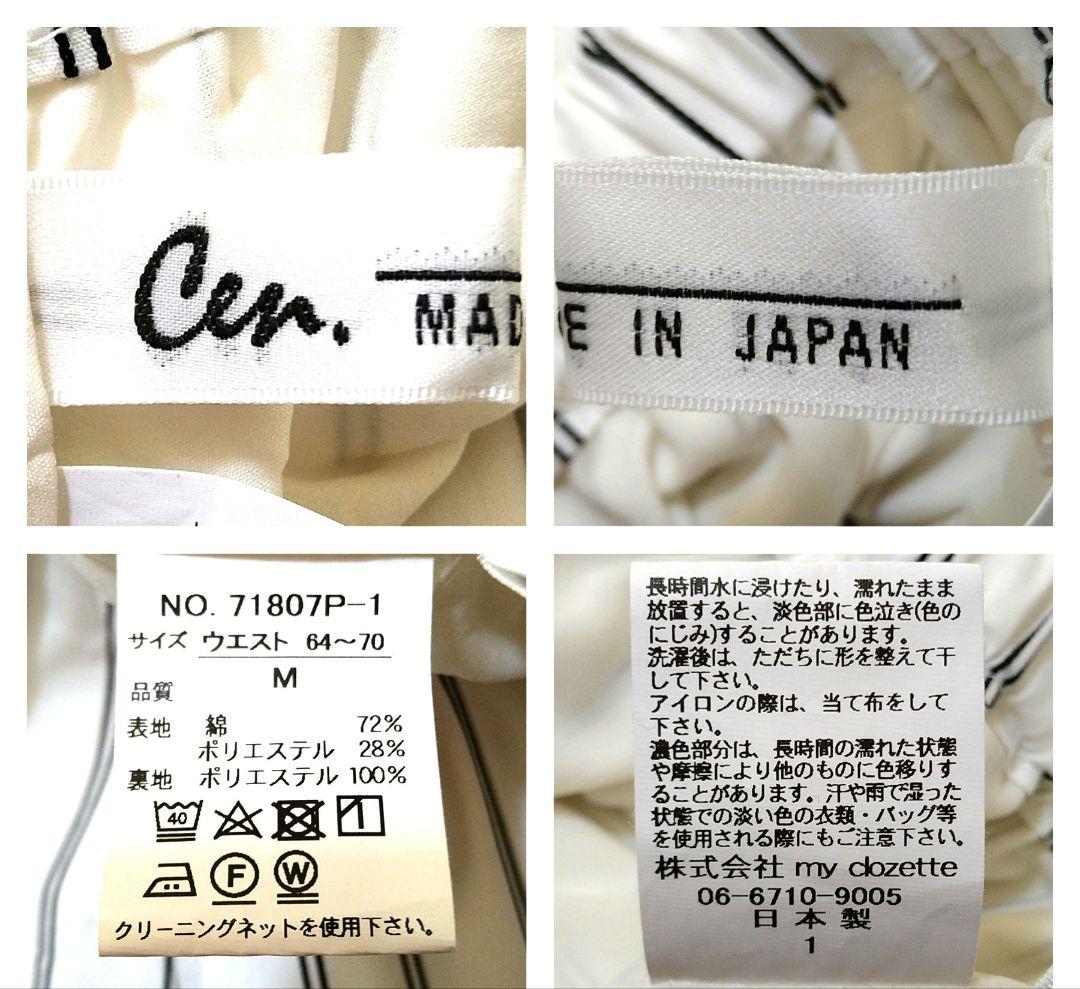 Cen.
MADE IN JAPAN
NO. 71807P-1
サイズ ウエスト 64〜70
M
品質
表地 綿 72%
ポリエステル 28%
裏地 ポリエステル 100%
40
F W
クリーニングネットを使用下さい。
長時間水に浸けたり、濡れたまま
放置すると、淡色部に色泣き(色の
にじみ)することがあります。
洗濯後は、ただちに形を整えて干
して下さい。
アイロンの際は、当て布をして
下さい。
濃色部分は、長時間の濡れた状態
や摩擦により他のものに色移りす
ることがあります。汗や雨で湿った
状態での淡い色の衣類・バッグ等
を使用される際にもご注意下さい。
株式会社 my clozette
06-6710-9005
日本製
1